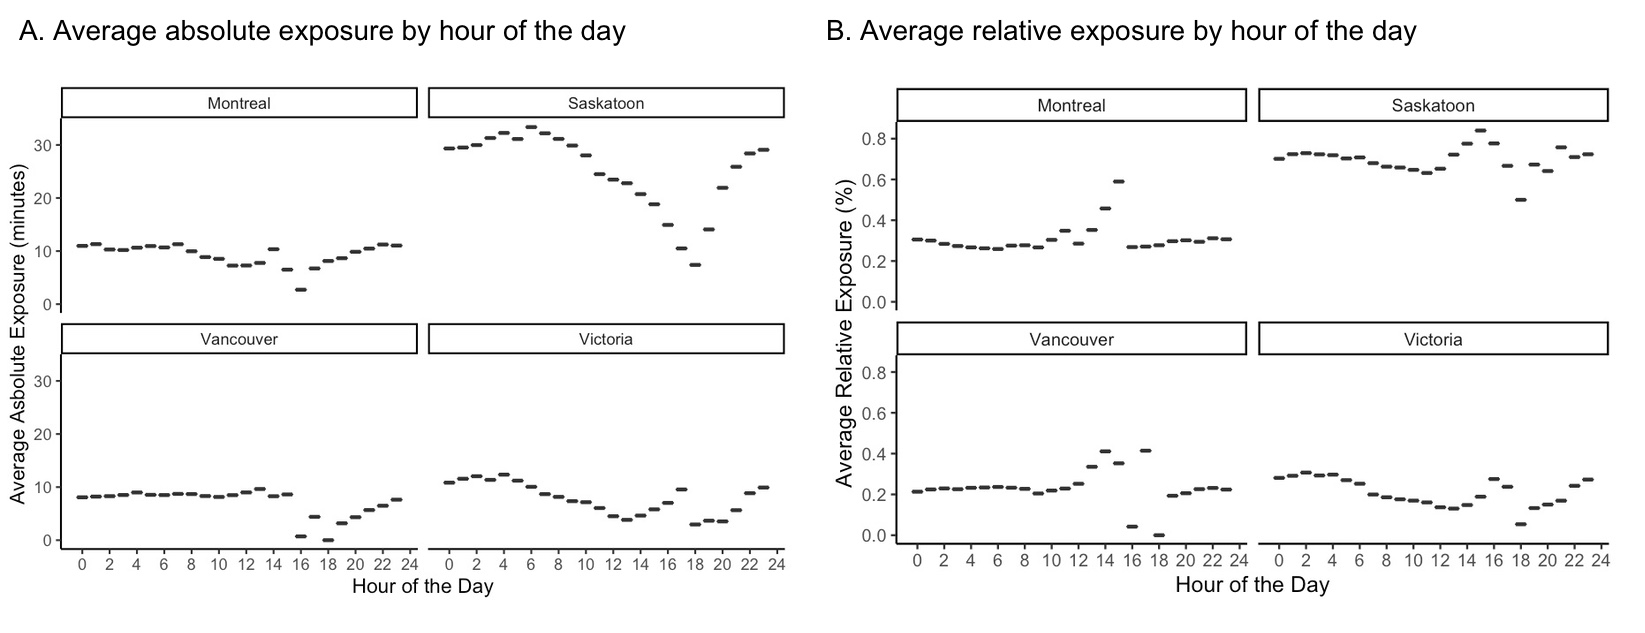 A. Average absolute exposure by hour of the day
B. Average relative exposure by hour of the day
Average Asbolute Exposure (minutes)
Montreal
Saskatoon
30
20
10
0
Vancouver
Victoria
30
20
10
0
0 2 4 6 8 10 12 14 16 18 20 22 24
0 2 4 6 8 10 12 14 16 18 20 22 24
Hour of the Day
Average Relative Exposure (%)
Montreal
Saskatoon
0.8
0.6
0.4
0.2
0.0
Vancouver
Victoria
0.8
0.6
0.4
0.2
0.0
0 2 4 6 8 10 12 14 16 18 20 22 24
0 2 4 6 8 10 12 14 16 18 20 22 24
Hour of the Day